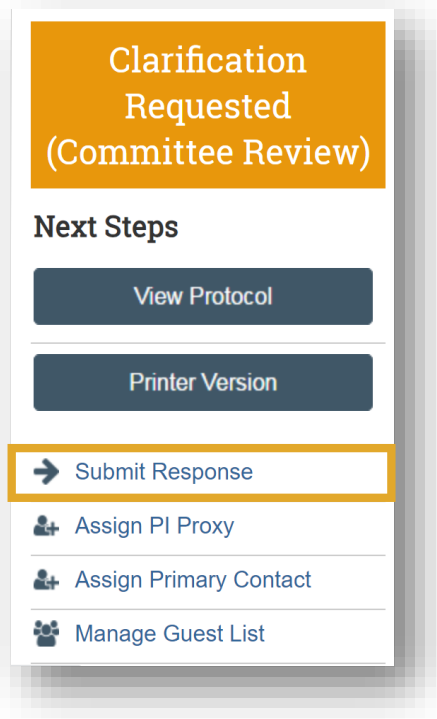 Clarification
Requested
(Committee Review)
Next Steps
View Protocol
Printer Version
Submit Response
Assign PI Proxy
Assign Primary Contact
Manage Guest List